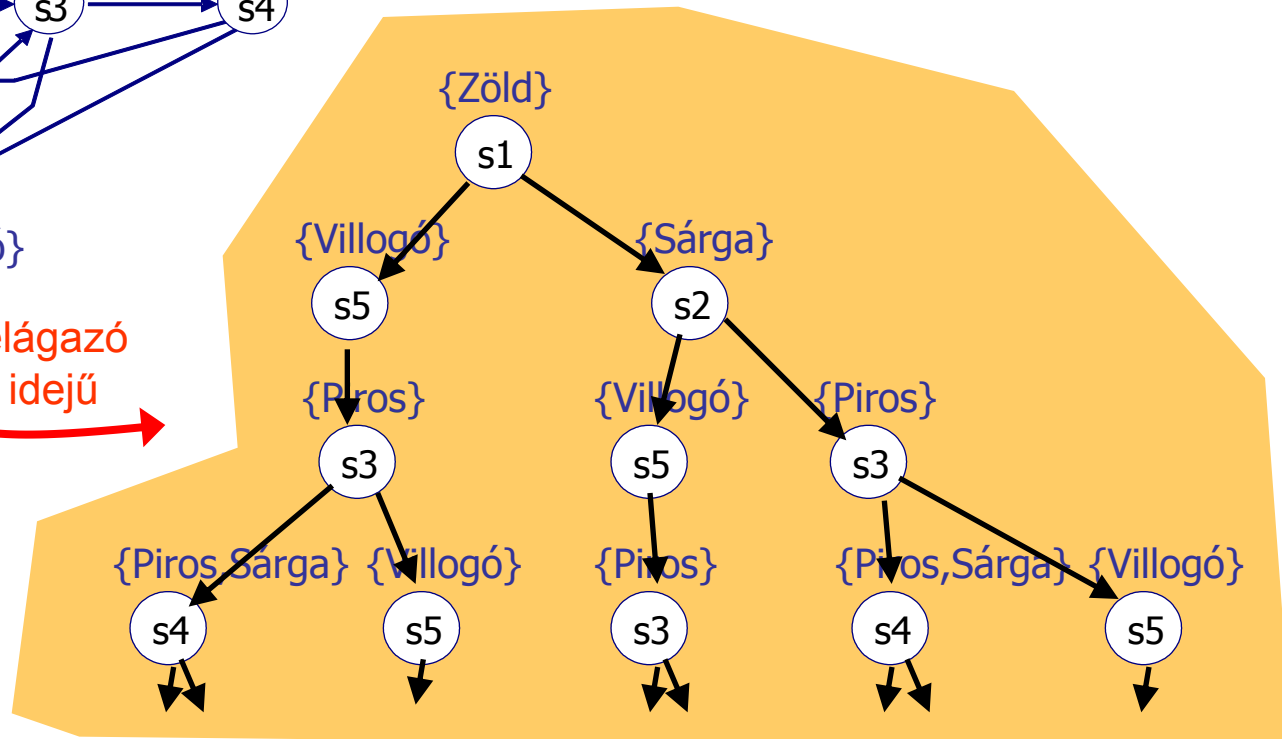 s3 s4
{Zöld}
s1
{Villogó} {Sárga}
s5 s2
idejű
{Piros} {Villogó} {Piros}
s3 s5 s3
{Piros,Sárga} {Villogó} {Piros} {Piros,Sárga} {Villogó}
s4 s5 s3 s4 s5